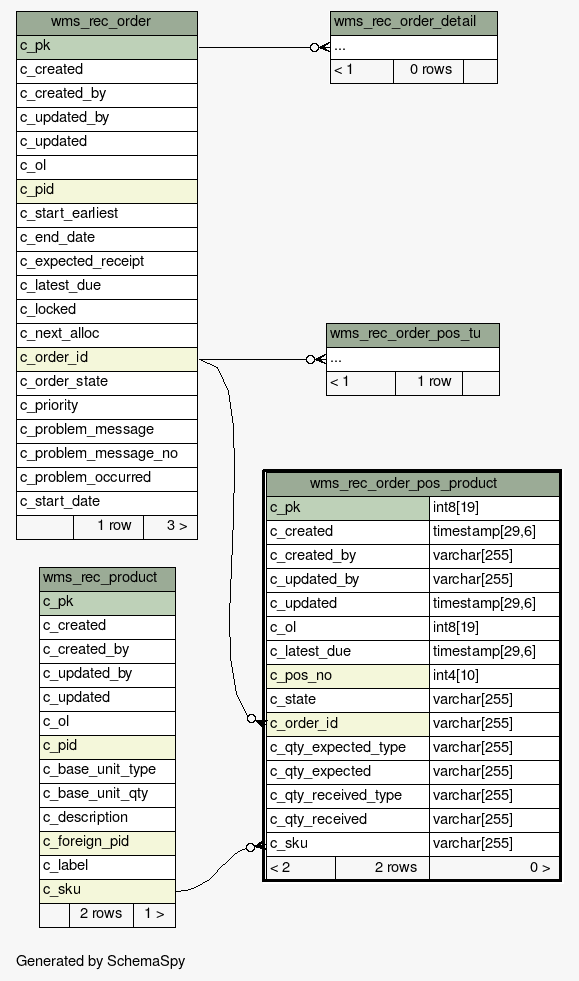 wms_rec_order
c_pk
c_created
c_created_by
c_updated_by
c_updated
c_ol
c_pid
c_start_earliest
c_end_date
c_expected_receipt
c_latest_due
c_locked
c_next_alloc
c_order_id
c_order_state
c_priority
c_problem_message
c_problem_message_no
c_problem_occurred
c_start_date
1 row 3 >
wms_rec_order_detail
...
< 1 0 rows
wms_rec_order_pos_tu
...
< 1 1 row
wms_rec_order_pos_product
c_pk int8[19]
c_created timestamp[29,6]
c_created_by varchar[255]
c_updated_by varchar[255]
c_updated timestamp[29,6]
c_ol int8[19]
c_latest_due timestamp[29,6]
c_pos_no int4[10]
c_state varchar[255]
c_order_id varchar[255]
c_qty_expected_type varchar[255]
c_qty_expected varchar[255]
c_qty_received_type varchar[255]
c_qty_received varchar[255]
c_sku varchar[255]
< 2 2 rows 0 >
wms_rec_product
c_pk
c_created
c_created_by
c_updated_by
c_updated
c_ol
c_pid
c_base_unit_type
c_base_unit_qty
c_description
c_foreign_pid
c_label
c_sku
2 rows 1 >
Generated by SchemaSpy